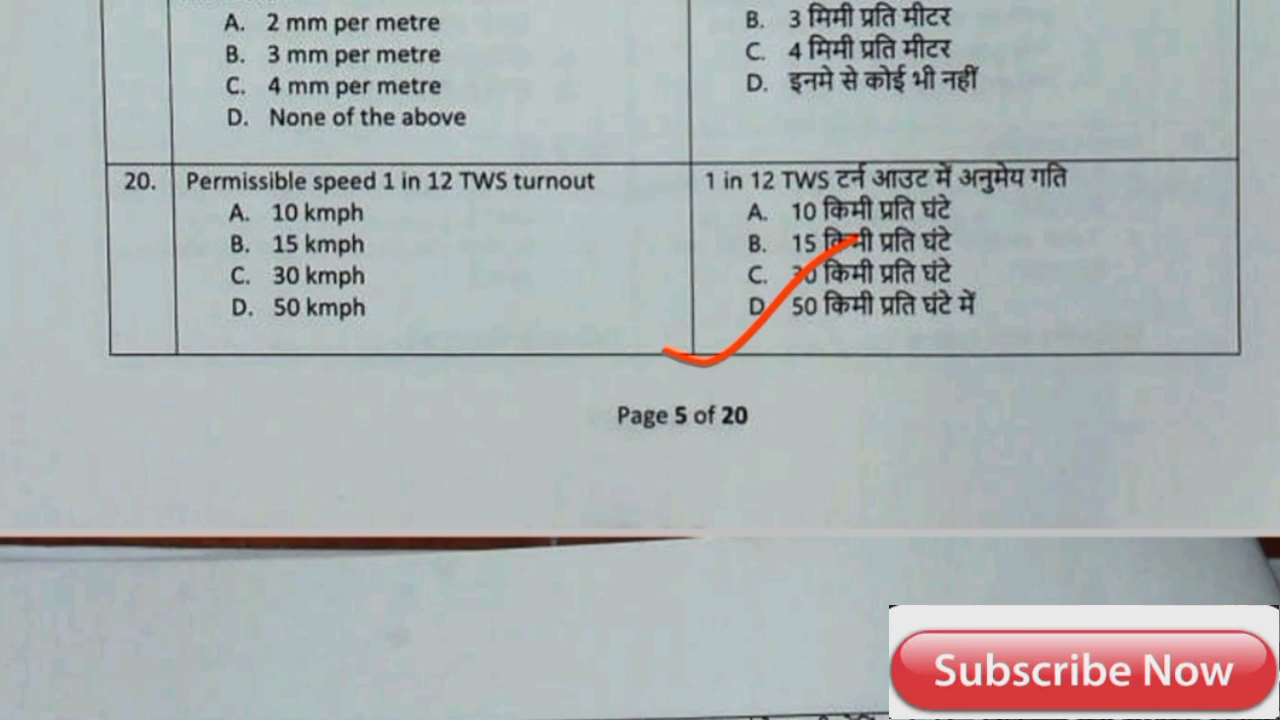 A. 2 mm per metre
B. 3 mm per metre
C. 4 mm per metre
D. None of the above
B. 3 मिमी प्रति मीटर
C. 4 मिमी प्रति मीटर
D. इनमे से कोई भी नहीं
20. Permissible speed 1 in 12 TWS turnout
A. 10 kmph
B. 15 kmph
C. 30 kmph
D. 50 kmph
1 in 12 TWS टर्न आउट में अनुमेय गति
A. 10 किमी प्रति घंटे
B. 15 किमी प्रति घंटे
C. 30 किमी प्रति घंटे
D. 50 किमी प्रति घंटे में
Page 5 of 20
Subscribe Now